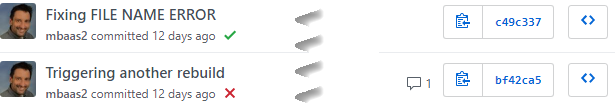 Fixing FILE NAME ERROR
c49c337
mbaas2 committed 12 days ago
Triggering another rebuild
1
bf42ca5
mbaas2 committed 12 days ago